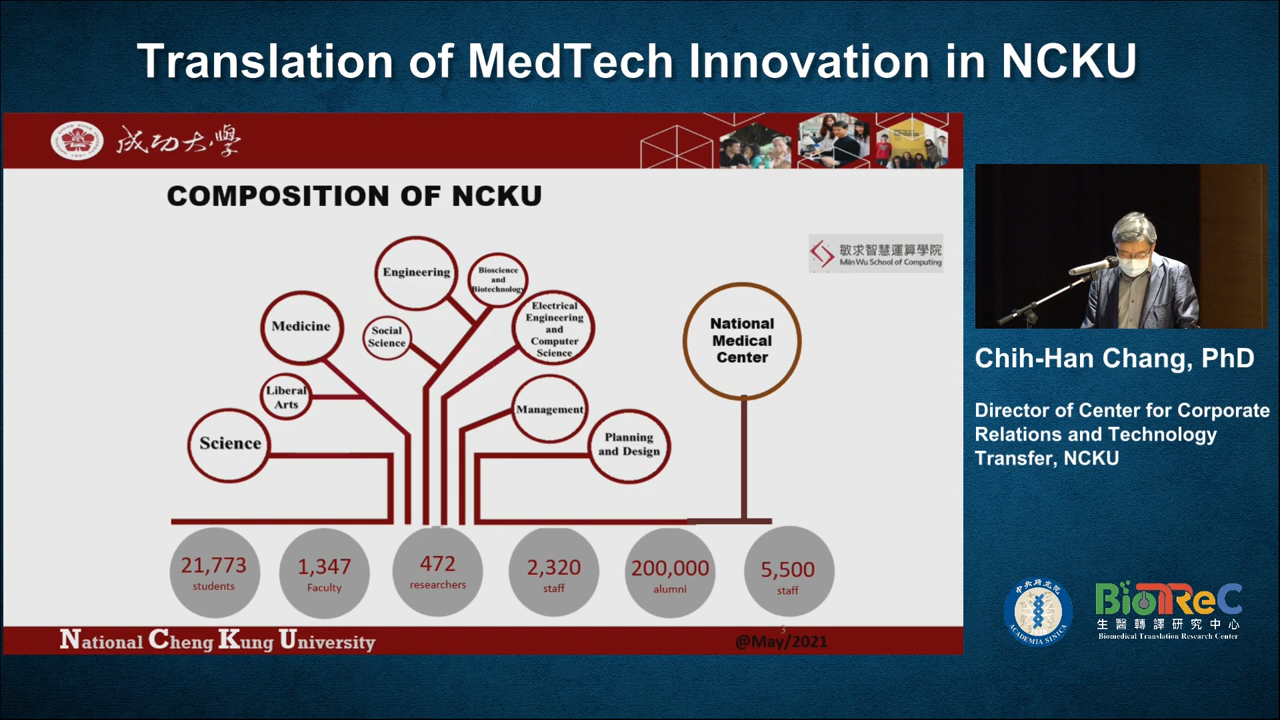 Translation of MedTech Innovation in NCKU
成功大學
COMPOSITION OF NCKU
敏求智慧運算學院
Miin Wu School of Computing
Engineering
Bioscience
and
Biotechnology
Medicine
Social
Science
Electrical
Engineering
and
Computer
Science
National
Medical
Center
Liberal
Arts
Management
Science
Planning
and Design
21,773
students
1,347
Faculty
472
researchers
2,320
staff
200,000
alumni
5,500
staff
National Cheng Kung University
@May/2021
Chih-Han Chang, PhD
Director of Center for Corporate
Relations and Technology
Transfer, NCKU
中央研究院
ACADEMIA SINICA
BioTReC
生醫轉譯研究中心
Biomedical Translation Research Center